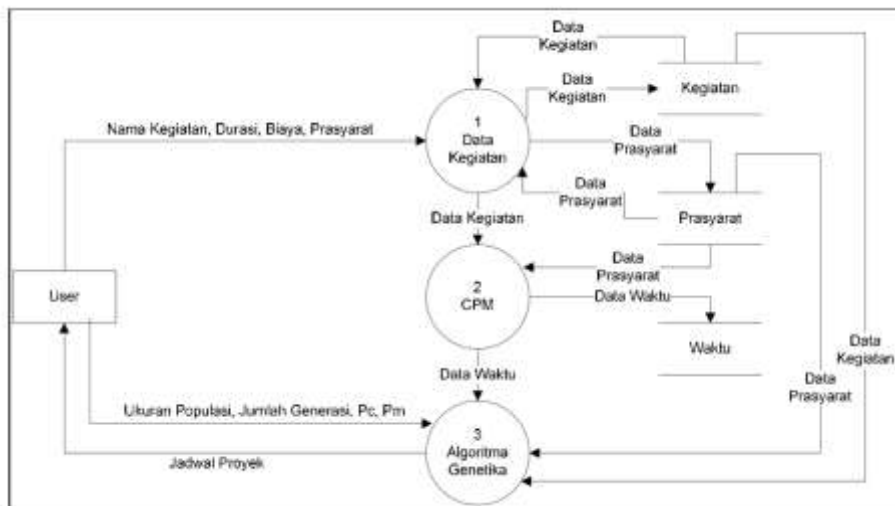 Data
Kegiatan
Data
Kegiatan
Kegiatan
Nama Kegiatan, Durasi, Biaya, Prasyarat
1
Data
Kegiatan
Data
Prasyarat
Data
Prasyarat
Prasyarat
Data Kegiatan
Data
Prasyarat
User
2
CPM
Data Waktu
Waktu
Data
Kegiatan
Data Waktu
Data
Prasyarat
Ukuran Populasi, Jumlah Generasi, Pc, Pm
3
Algoritma
Genetika
Jadwal Proyek